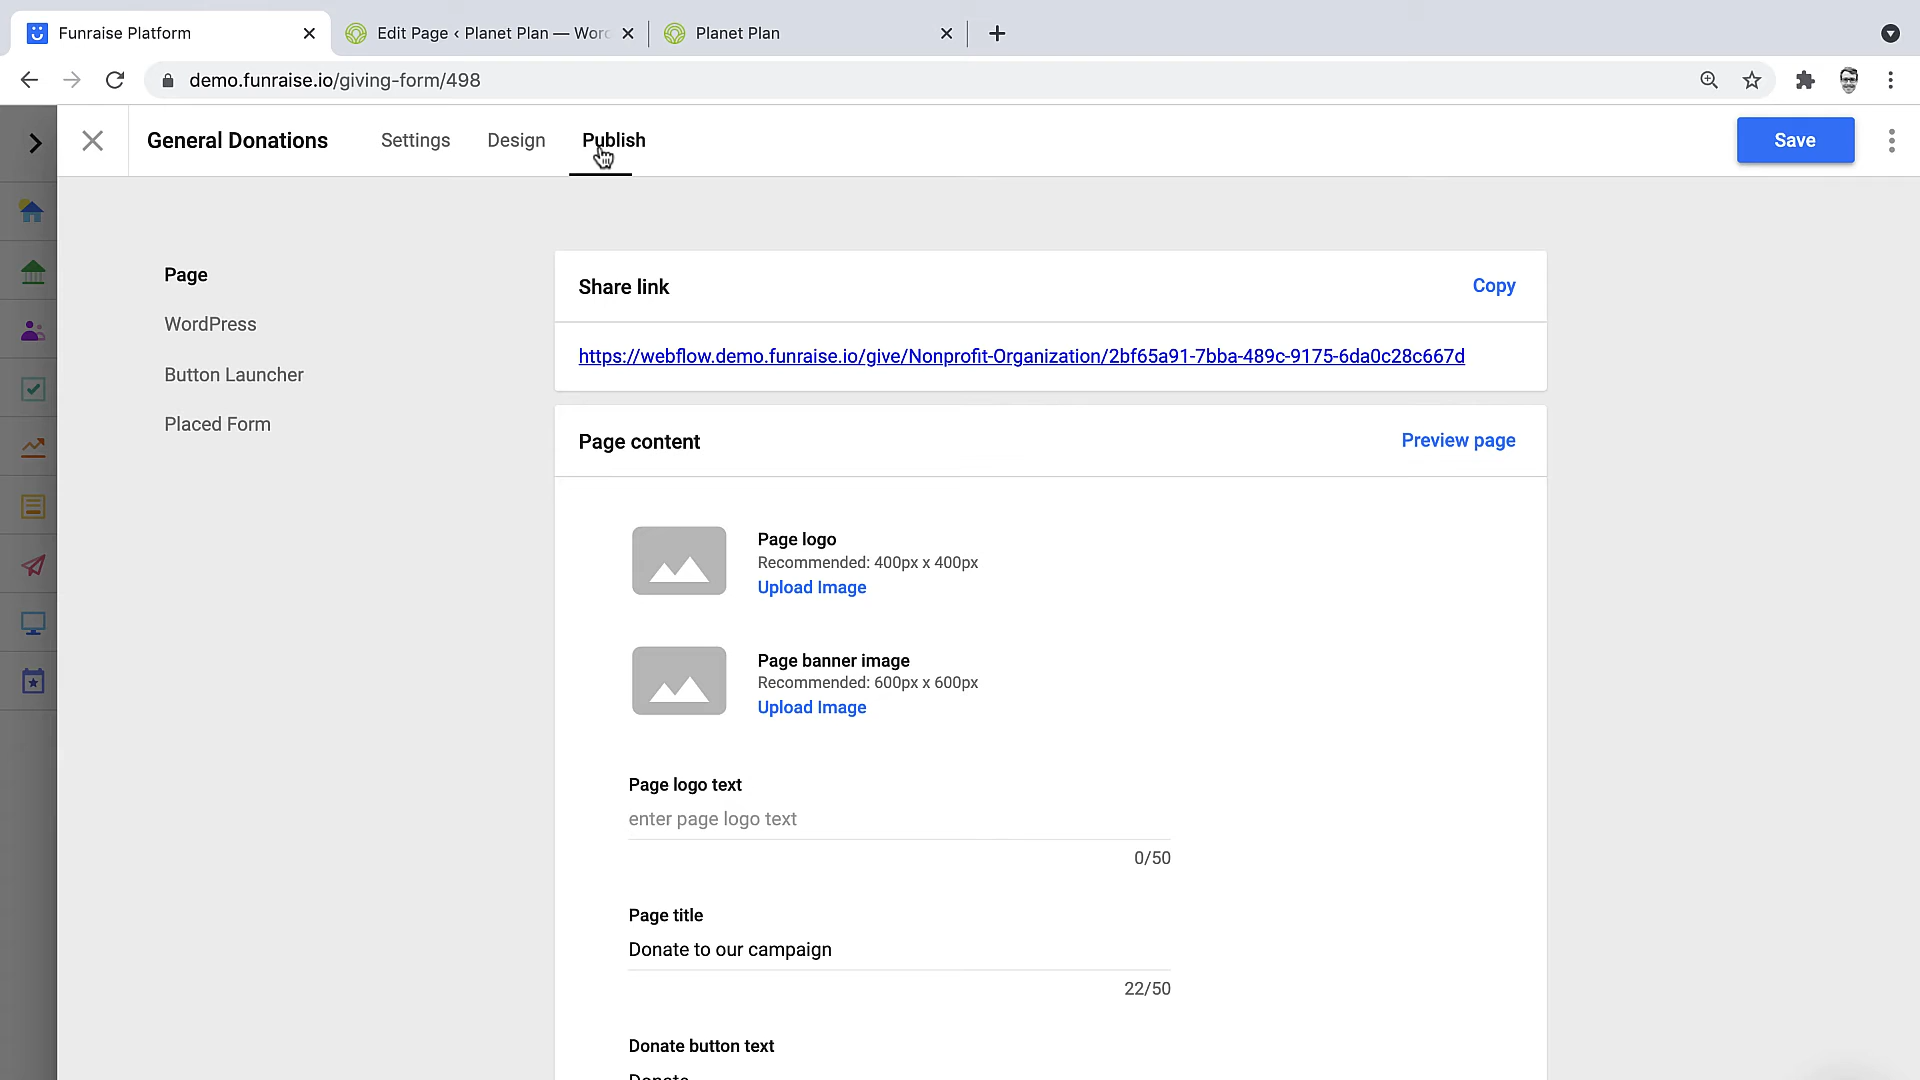 Funraise Platform
Edit Page ‹ Planet Plan — Wor
Planet Plan
demo.funraise.io/giving-form/498
General Donations
Settings
Design
Publish
Save
Page
WordPress
Button Launcher
Placed Form
Share link
Copy
https://webflow.demo.funraise.io/give/Nonprofit-Organization/2bf65a91-7bba-489c-9175-6da0c28c667d
Page content
Preview page
Page logo
Recommended: 400px x 400px
Upload Image
Page banner image
Recommended: 600px x 600px
Upload Image
Page logo text
enter page logo text
0/50
Page title
Donate to our campaign
22/50
Donate button text
Donate